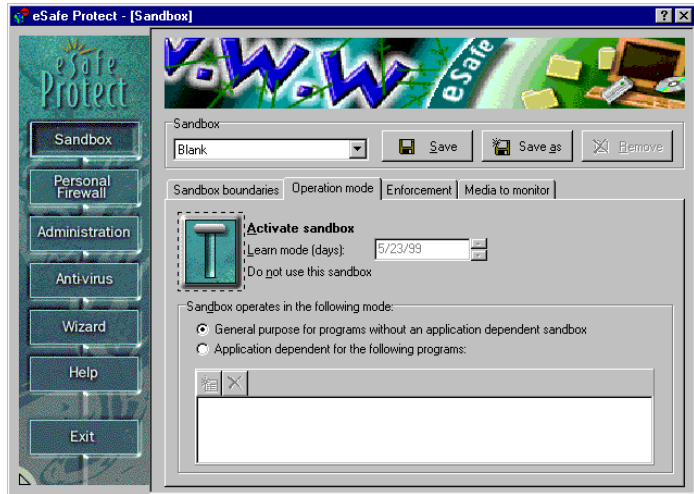 eSafe Protect - [Sandbox]
eSafe
Protect
W.W.W
eSafe
Sandbox
Personal
Firewall
Administration
Anti-virus
Wizard
Help
Exit
Sandbox
Blank
Save
Save as
Remove
Sandbox boundaries
Operation mode
Enforcement
Media to monitor
Activate sandbox
Learn mode (days):
5/23/99
Do not use this sandbox
Sandbox operates in the following mode:
General purpose for programs without an application dependent sandbox
Application dependent for the following programs: